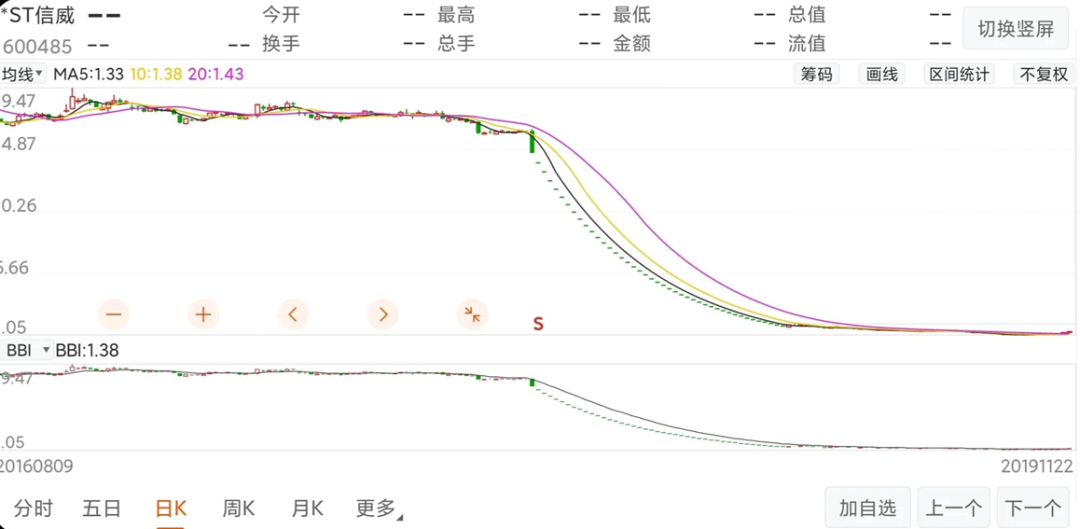 *ST信威 -- 今开 -- 最高 -- 最低 -- 总值 -- 切换竖屏
600485 -- -- 换手 -- 总手 -- 金额 -- 流值 --
均线 MA5:1.33 10:1.38 20:1.43 筹码 画线 区间统计 不复权
9.47
4.87
0.26
5.66
.05
S
BBI BBI:1.38
9.47
.05
20160809 20191122
分时 五日 日K 周K 月K 更多 加自选 上一个 下一个